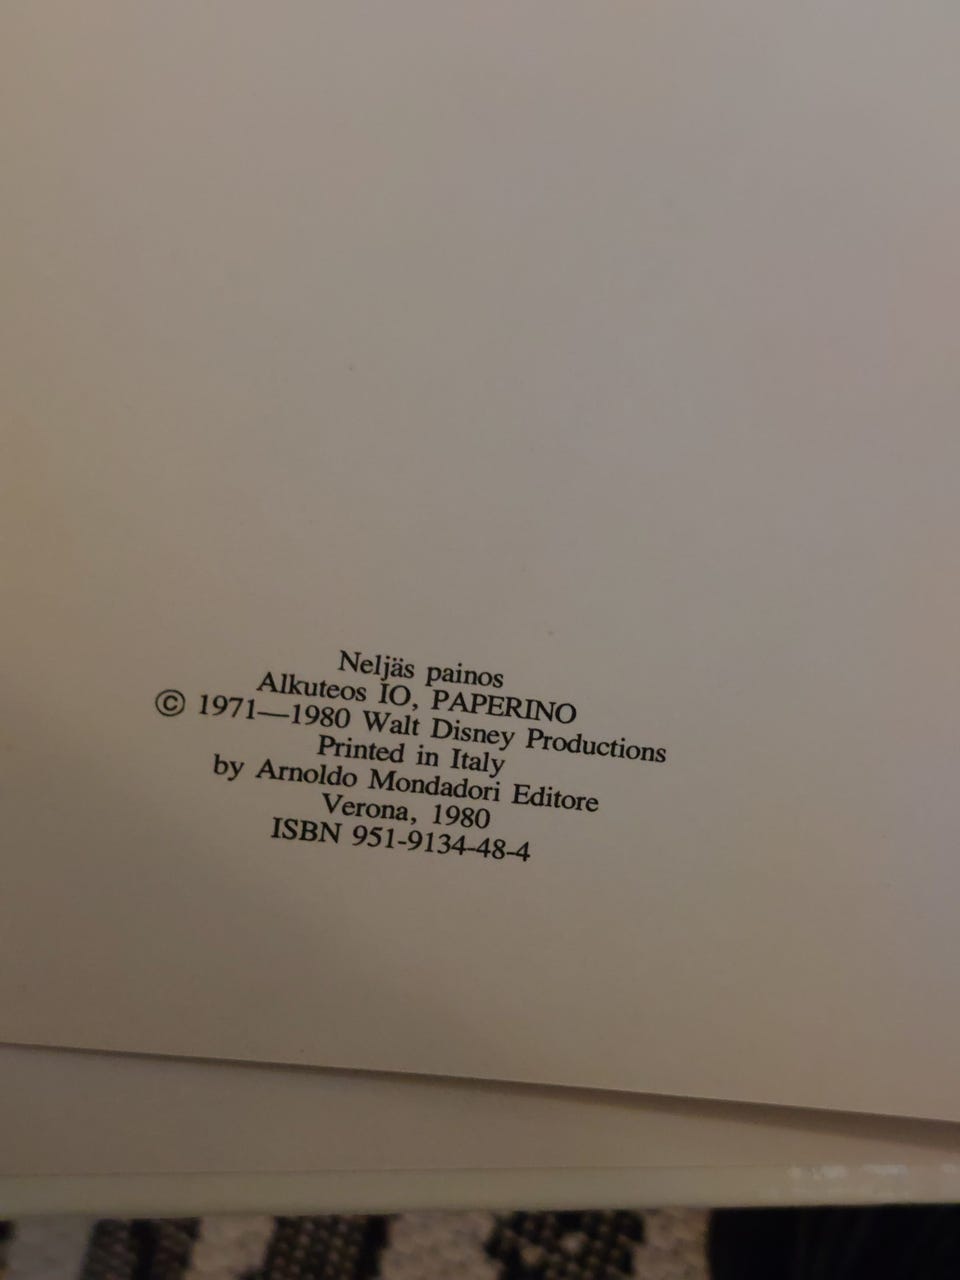 Neljäs painos
Alkuteos IO, PAPERINO
© 1971—1980 Walt Disney Productions
Printed in Italy
by Arnoldo Mondadori Editore
Verona, 1980
ISBN 951-9134-48-4